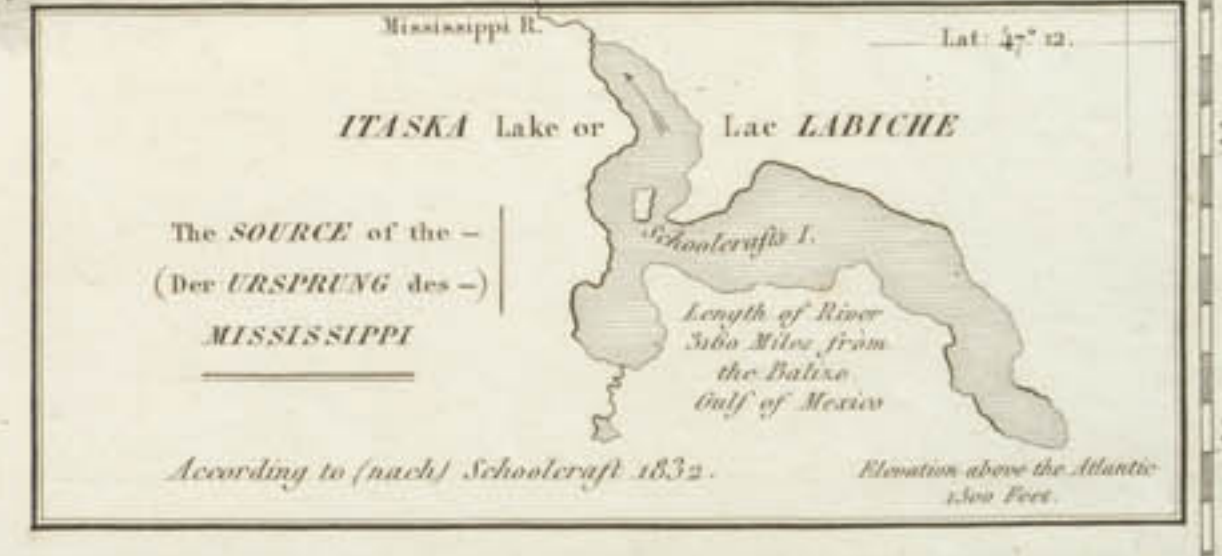 Mississippi R.
Lat: 47.° 12.
ITASKA Lake or Lac LABICHE
The SOURCE of the –
(Der URSPRUNG des –)
MISSISSIPPI
Schoolcrafts I.
Length of River
3160 Miles from
the Balize
Gulf of Mexico
According to (nach) Schoolcraft 1832.
Elevation above the Atlantic
1500 Feet.